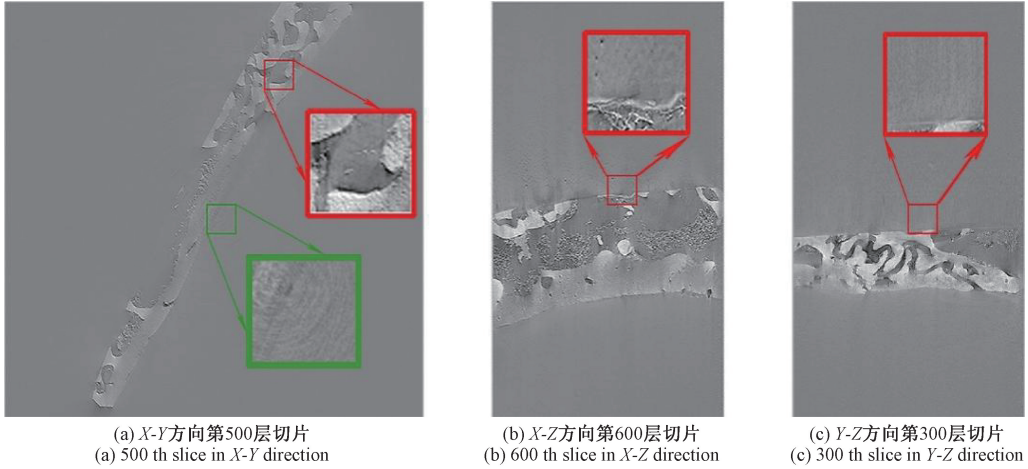 (a) X-Y方向第500层切片
(a) 500 th slice in X-Y direction
(b) X-Z方向第600层切片
(b) 600 th slice in X-Z direction
(c) Y-Z方向第300层切片
(c) 300 th slice in Y-Z direction